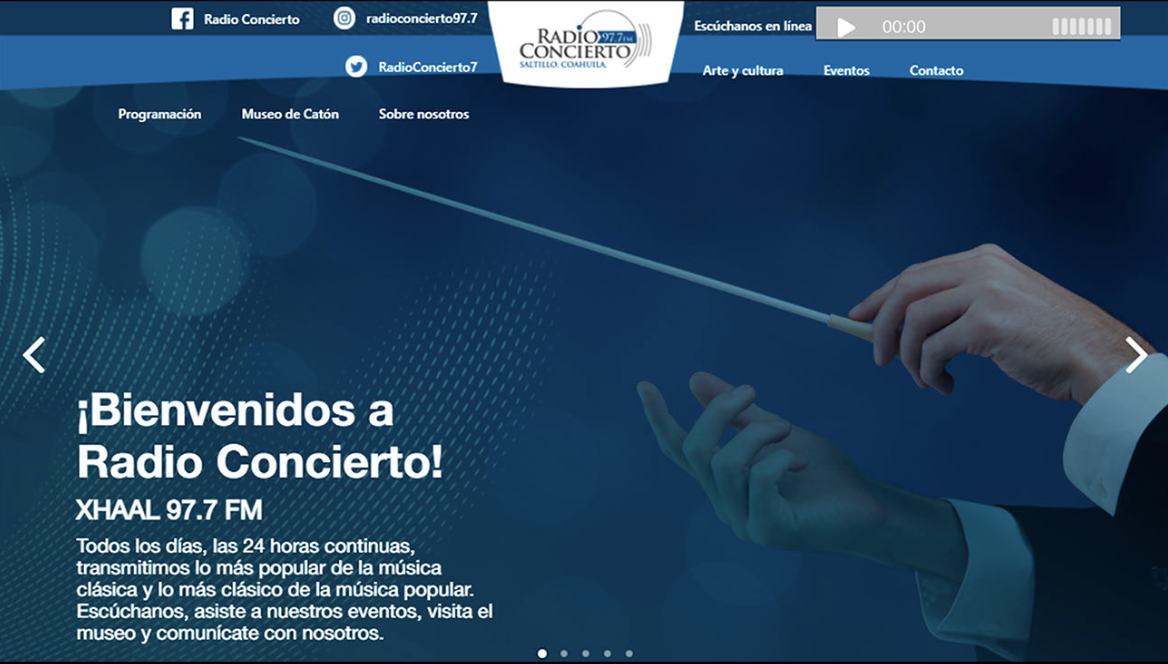 Radio Concierto
radioconcierto97.7
RADIO 97.7 FM
CONCIERTO
SALTILLO, COAHUILA.
Escúchanos en línea
00:00
RadioConcierto7
Arte y cultura
Eventos
Contacto
Programación
Museo de Catón
Sobre nosotros
¡Bienvenidos a
Radio Concierto!
XHAAL 97.7 FM
Todos los días, las 24 horas continuas,
transmitimos lo más popular de la música
clásica y lo más clásico de la música popular.
Escúchanos, asiste a nuestros eventos, visita el
museo y comunícate con nosotros.